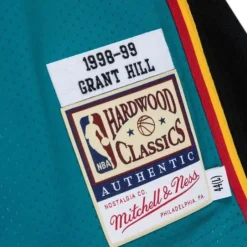 1998-99
GRANT HILL
HARDWOOD
CLASSICS
NBA
AUTHENTIC
NOSTALGIA CO.
Mitchell & Ness
PHILADELPHIA, PA.